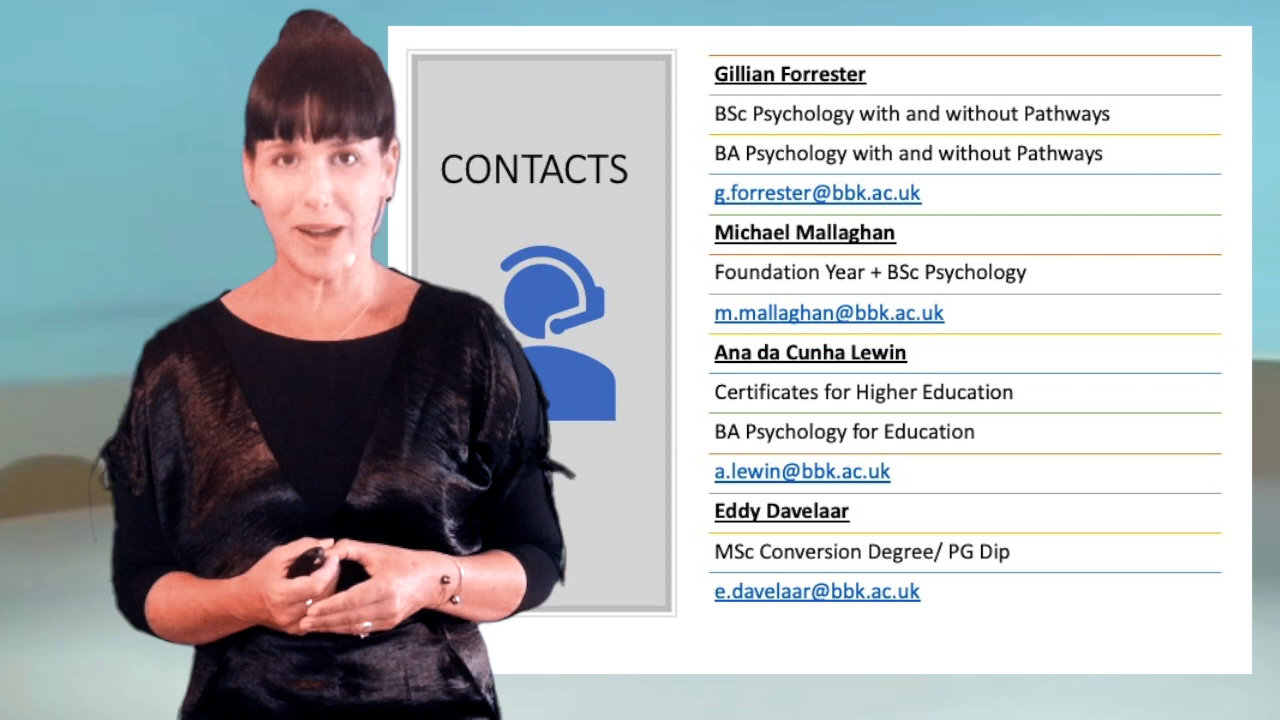 CONTACTS
Gillian Forrester
BSc Psychology with and without Pathways
BA Psychology with and without Pathways
g.forrester@bbk.ac.uk
Michael Mallaghan
Foundation Year + BSc Psychology
m.mallaghan@bbk.ac.uk
Ana da Cunha Lewin
Certificates for Higher Education
BA Psychology for Education
a.lewin@bbk.ac.uk
Eddy Davelaar
MSc Conversion Degree/ PG Dip
e.davelaar@bbk.ac.uk